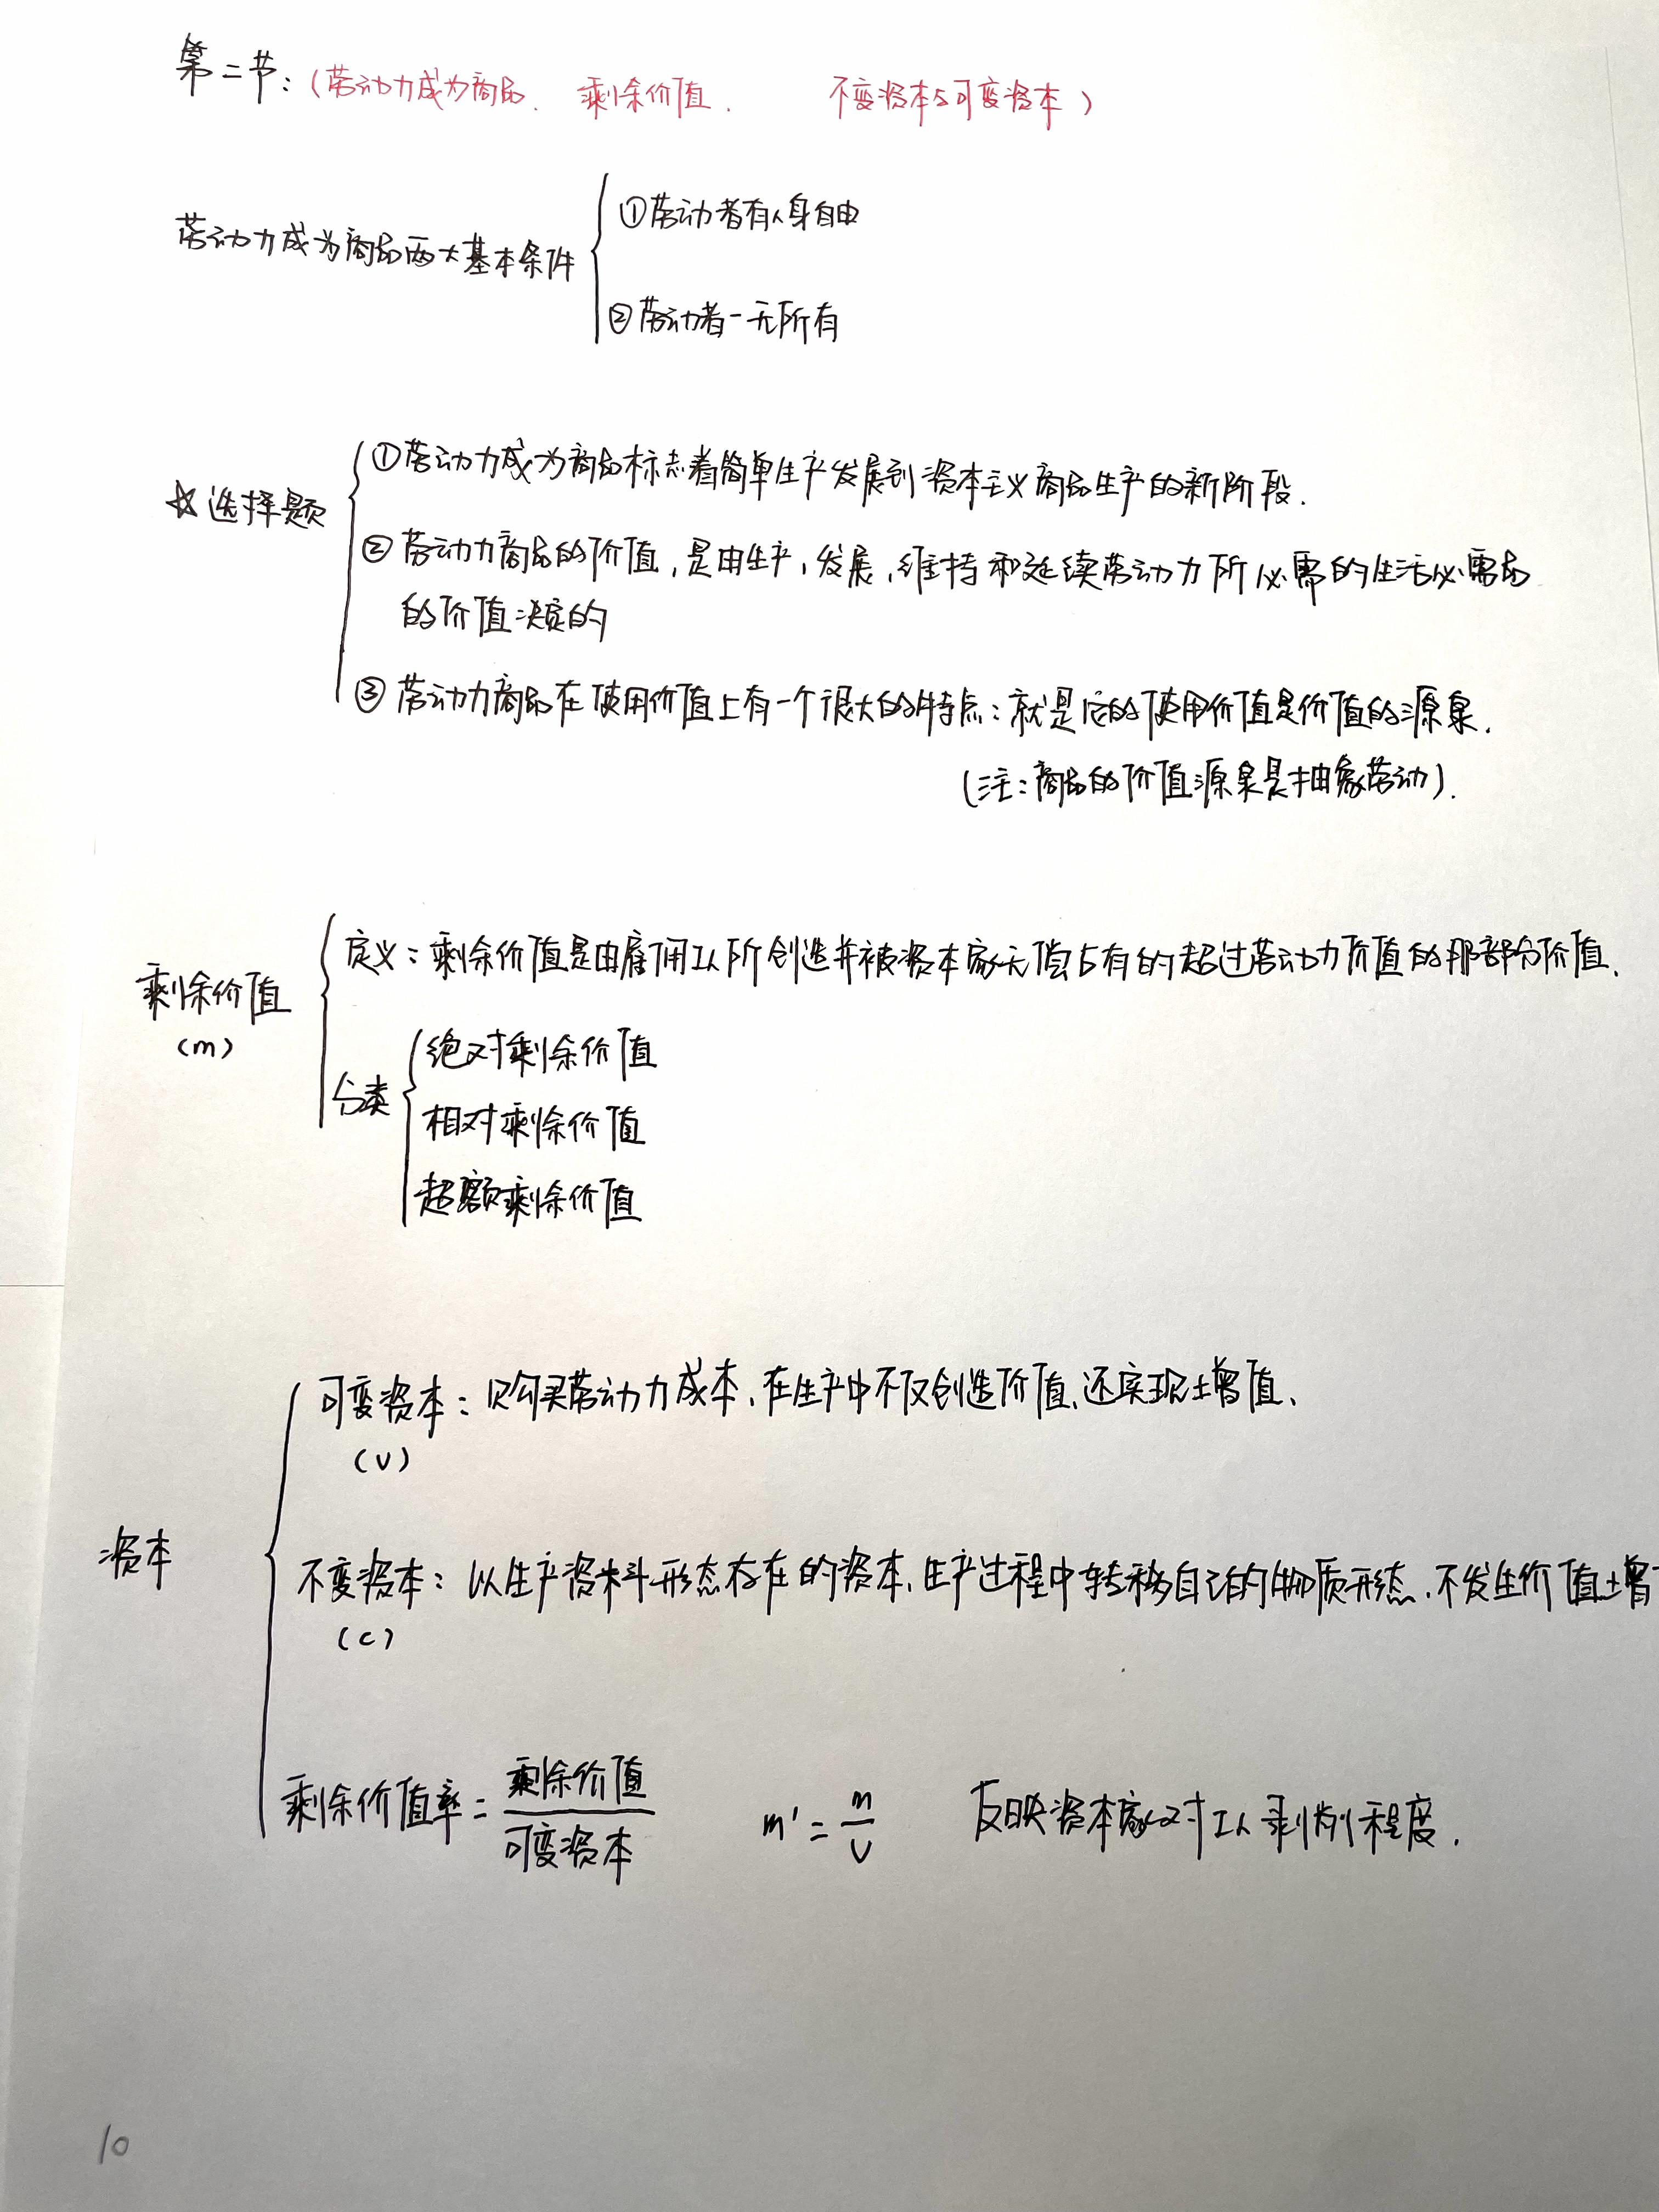 第二节：(劳动力成为商品、 剩余价值、 不变资本与可变资本)
劳动力成为商品两大基本条件
①劳动者有人身自由
②劳动者一无所有
☆选择题
①劳动力成为商品标志着简单生产发展到资本主义商品生产的新阶段.
②劳动力商品的价值,是由生产,发展,维持和延续劳动力所必需的生活必需品
的价值决定的
③劳动力商品在使用价值上有一个很大的特点：就是它的使用价值是价值的源泉.
(注：商品的价值源泉是抽象劳动).
剩余价值
(m)
定义：剩余价值是由雇佣工人所创造并被资本家无偿占有的超过劳动力价值的那部分价值.
分类
绝对剩余价值
相对剩余价值
超额剩余价值
资本
可变资本：购买劳动力成本,在生产中不仅创造价值,还实现增值,
(V)
不变资本：以生产资料形态存在的资本,生产过程中转移自己的物质形态,不发生价值增
(C)
剩余价值率=剩余价值/可变资本 m'=m/V 反映资本家对工人剥削程度.
10